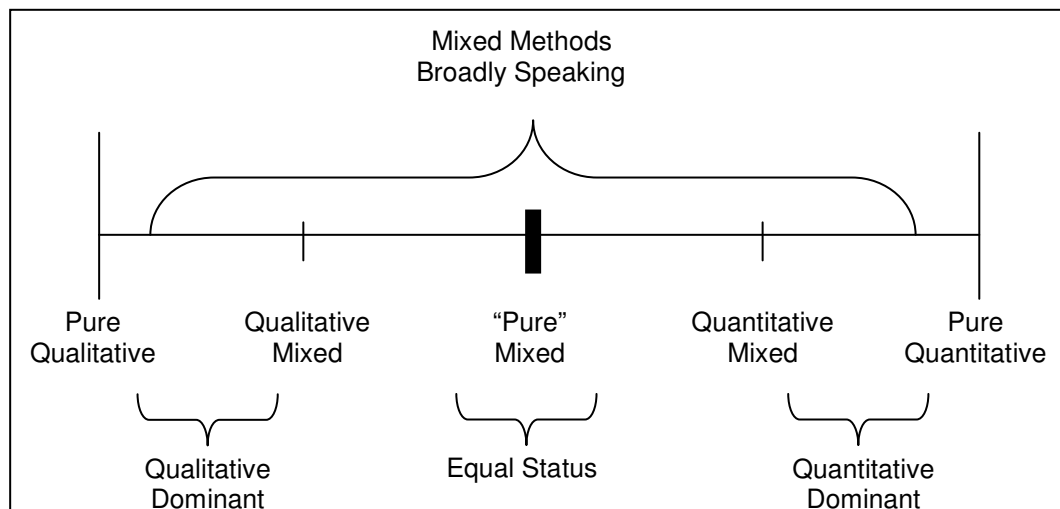 Mixed Methods
Broadly Speaking
Pure
Qualitative
Qualitative
Mixed
“Pure”
Mixed
Quantitative
Mixed
Pure
Quantitative
Qualitative
Dominant
Equal Status
Quantitative
Dominant